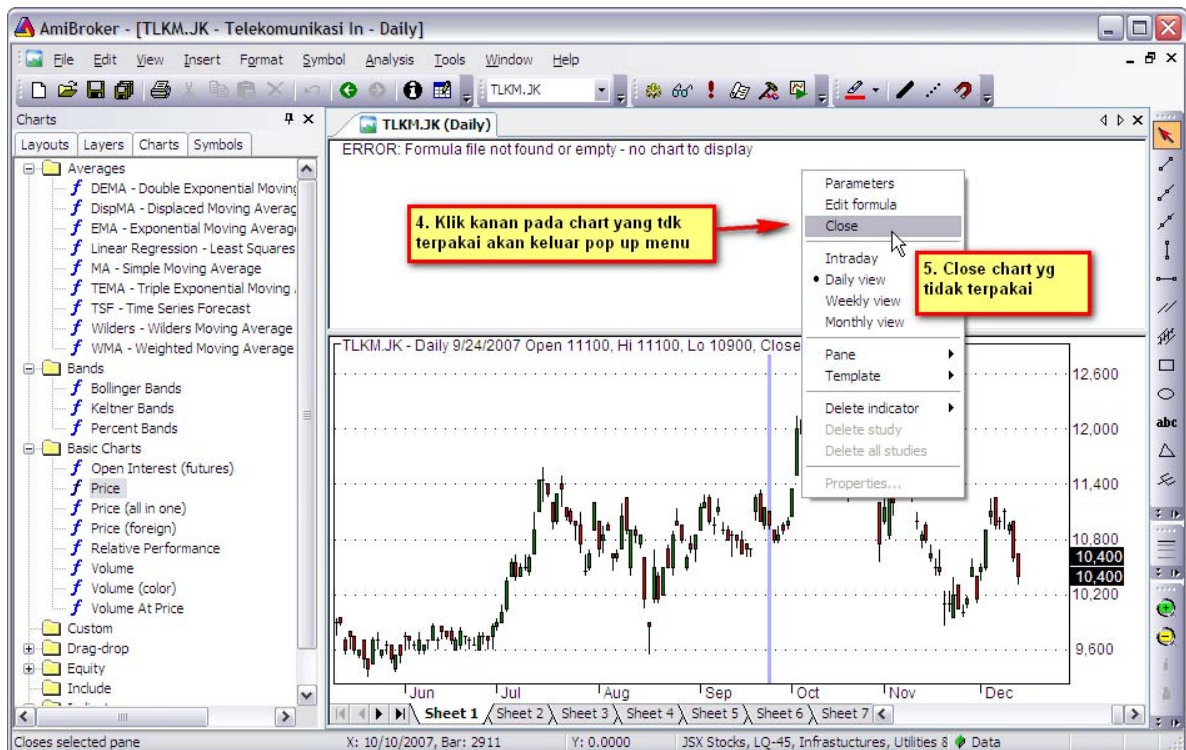 AmiBroker - [TLKM.JK - Telekomunikasi In - Daily]
File Edit View Insert Format Symbol Analysis Tools Window Help
TLKM.JK
Charts
Layouts Layers Charts Symbols
Averages
DEMA - Double Exponential Moving
DispMA - Displaced Moving Averag
EMA - Exponential Moving Averag
Linear Regression - Least Squares
MA - Simple Moving Average
TEMA - Triple Exponential Moving
TSF - Time Series Forecast
Wilders - Wilders Moving Average
WMA - Weighted Moving Average
Bands
Bollinger Bands
Keltner Bands
Percent Bands
Basic Charts
Open Interest (futures)
Price
Price (all in one)
Price (foreign)
Relative Performance
Volume
Volume (color)
Volume At Price
Custom
Drag-drop
Equity
Include
TLKM.JK (Daily)
ERROR: Formula file not found or empty - no chart to display
4. Klik kanan pada chart yang tdk
terpakai akan keluar pop up menu
Parameters
Edit formula
Close
Intraday
Daily view
Weekly view
Monthly view
Pane
Template
Delete indicator
Delete study
Delete all studies
Properties...
5. Close chart yg
tidak terpakai
TLKM.JK - Daily 9/24/2007 Open 11100, Hi 11100, Lo 10900, Close
12,600
12,000
11,400
10,800
10,400
10,400
10,200
9,600
Jun Jul Aug Sep Oct Nov Dec
Sheet 1 Sheet 2 Sheet 3 Sheet 4 Sheet 5 Sheet 6 Sheet 7
abc
Closes selected pane X: 10/10/2007, Bar: 2911 Y: 0.0000 JSX Stocks, LQ-45, Infrastuctures, Utilities & Data